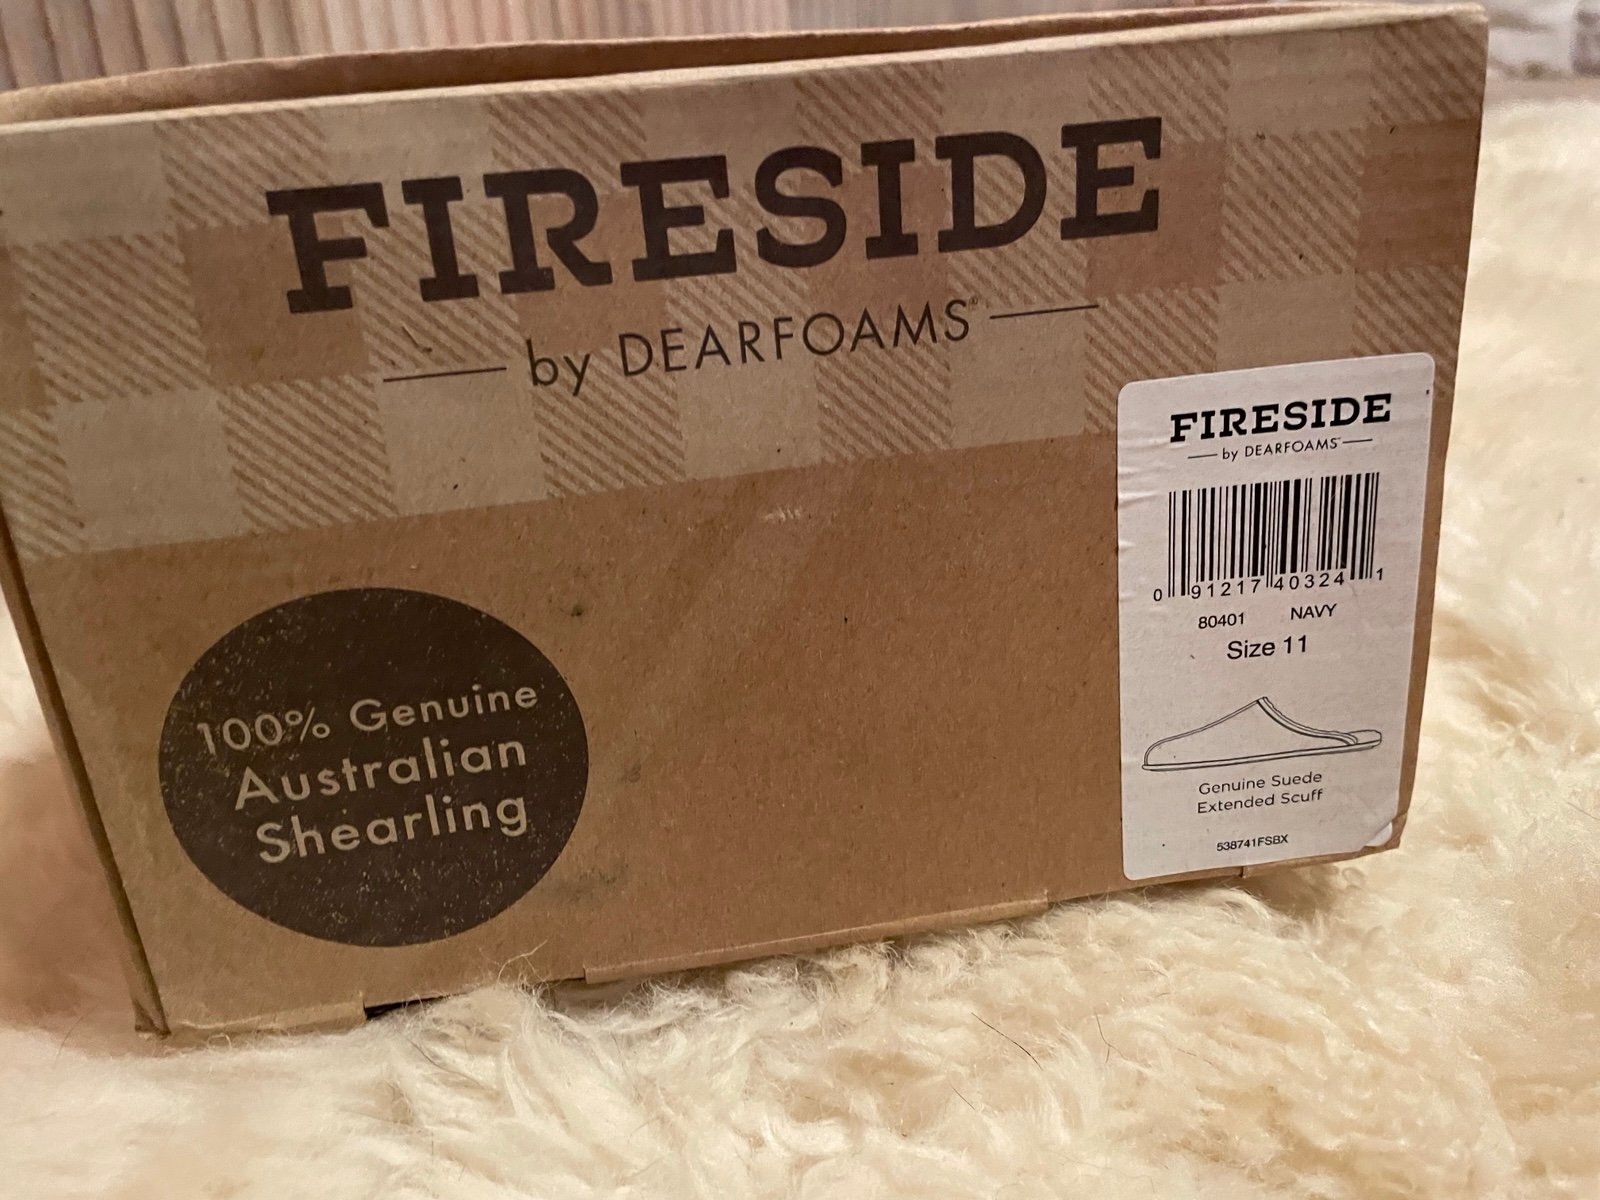 FIRESIDE
by DEARFOAMS®
100% Genuine
Australian
Shearling
FIRESIDE
by DEARFOAMS
0 91217 40324 1
80401 NAVY
Size 11
Genuine Suede
Extended Scuff
538741FSBX